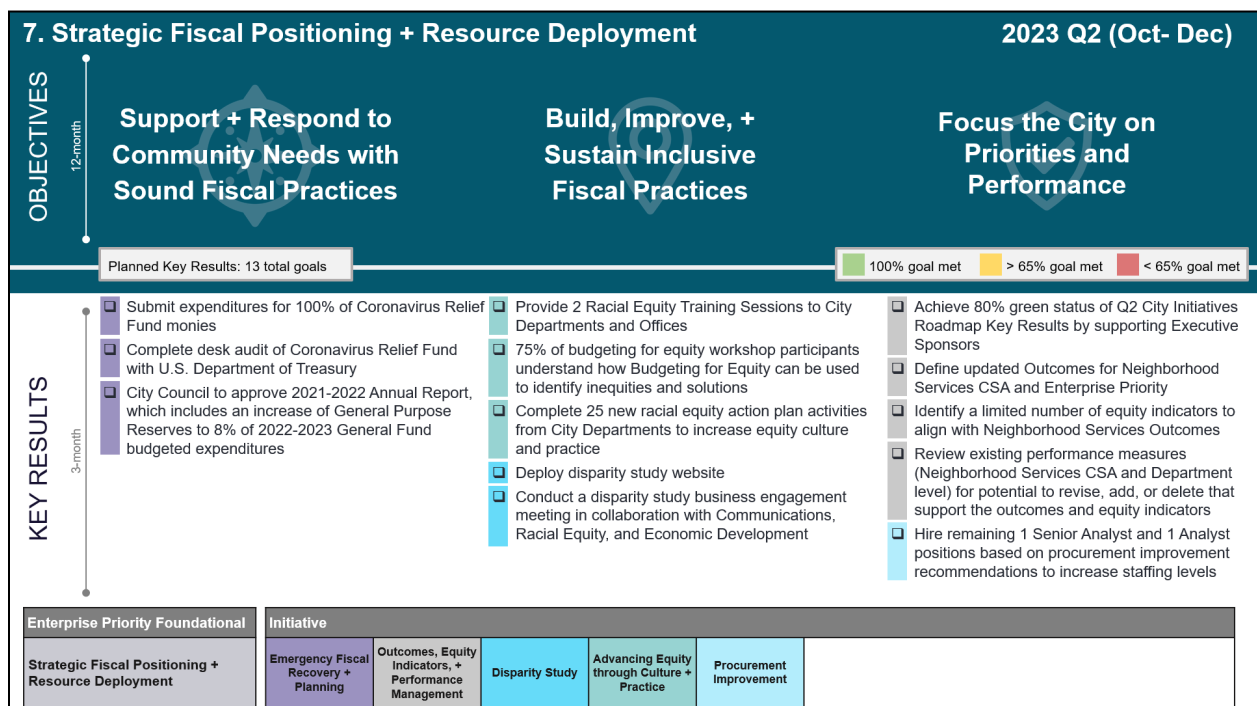 7. Strategic Fiscal Positioning + Resource Deployment
2023 Q2 (Oct- Dec)
OBJECTIVES
12-month
Support + Respond to
Community Needs with
Sound Fiscal Practices
Build, Improve, +
Sustain Inclusive
Fiscal Practices
Focus the City on
Priorities and
Performance
Planned Key Results: 13 total goals
100% goal met
> 65% goal met
< 65% goal met
KEY RESULTS
3-month
Submit expenditures for 100% of Coronavirus Relief
Fund monies
Complete desk audit of Coronavirus Relief Fund
with U.S. Department of Treasury
City Council to approve 2021-2022 Annual Report,
which includes an increase of General Purpose
Reserves to 8% of 2022-2023 General Fund
budgeted expenditures
Provide 2 Racial Equity Training Sessions to City
Departments and Offices
75% of budgeting for equity workshop participants
understand how Budgeting for Equity can be used
to identify inequities and solutions
Complete 25 new racial equity action plan activities
from City Departments to increase equity culture
and practice
Deploy disparity study website
Conduct a disparity study business engagement
meeting in collaboration with Communications,
Racial Equity, and Economic Development
Achieve 80% green status of Q2 City Initiatives
Roadmap Key Results by supporting Executive
Sponsors
Define updated Outcomes for Neighborhood
Services CSA and Enterprise Priority
Identify a limited number of equity indicators to
align with Neighborhood Services Outcomes
Review existing performance measures
(Neighborhood Services CSA and Department
level) for potential to revise, add, or delete that
support the outcomes and equity indicators
Hire remaining 1 Senior Analyst and 1 Analyst
positions based on procurement improvement
recommendations to increase staffing levels
Enterprise Priority Foundational
Initiative
Strategic Fiscal Positioning +
Resource Deployment
Emergency Fiscal
Recovery +
Planning
Outcomes, Equity
Indicators, +
Performance
Management
Disparity Study
Advancing Equity
through Culture +
Practice
Procurement
Improvement